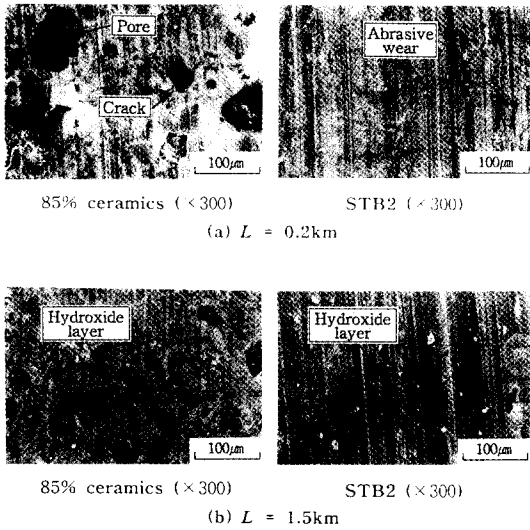 Pore
Crack
100μm
Abrasive
wear
100μm
85% ceramics (×300)
STB2 (×300)
(a) L = 0.2km
Hydroxide
layer
100μm
Hydroxide
layer
100μm
85% ceramics (×300)
STB2 (×300)
(b) L = 1.5km